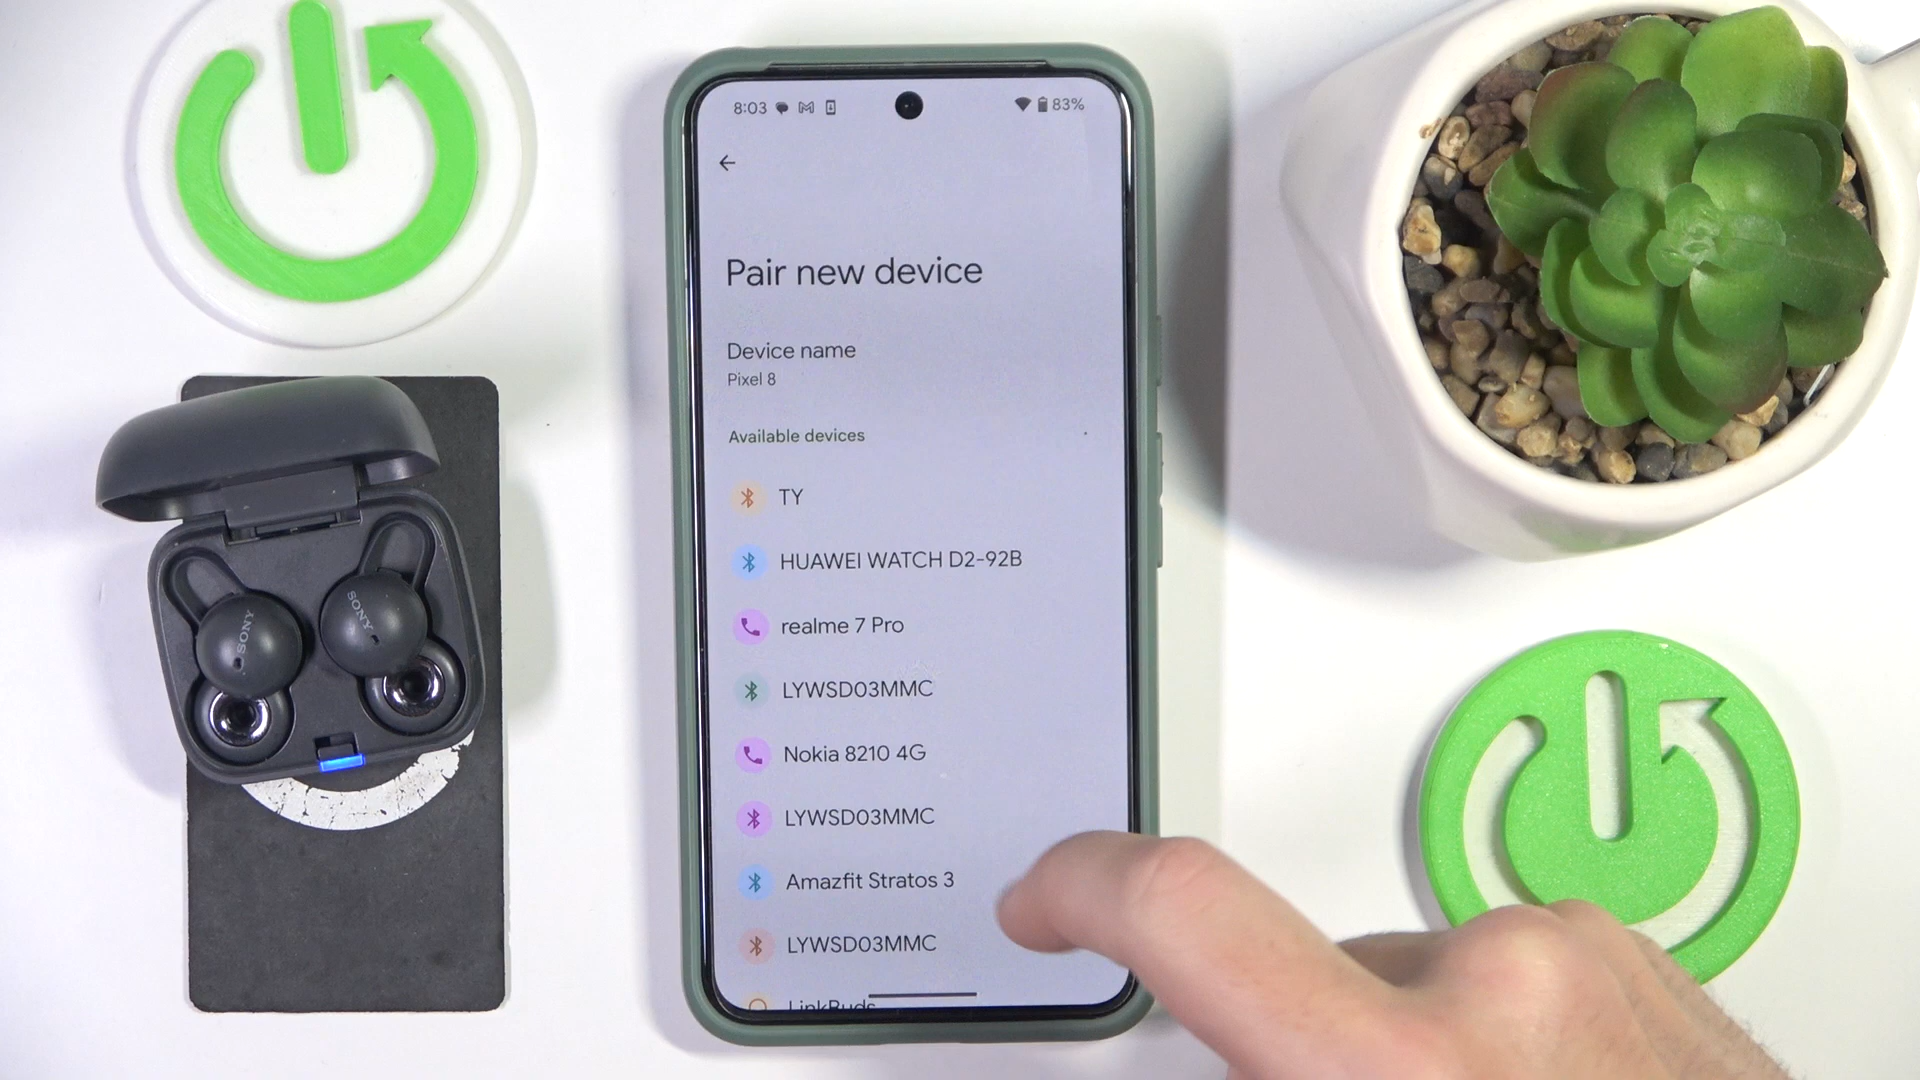 8:03 83%
Pair new device
Device name
Pixel 8
Available devices
TY
HUAWEI WATCH D2-92B
realme 7 Pro
LYWSD03MMC
Nokia 8210 4G
LYWSD03MMC
Amazfit Stratos 3
LYWSD03MMC
LinkBuds
SONY
SONY